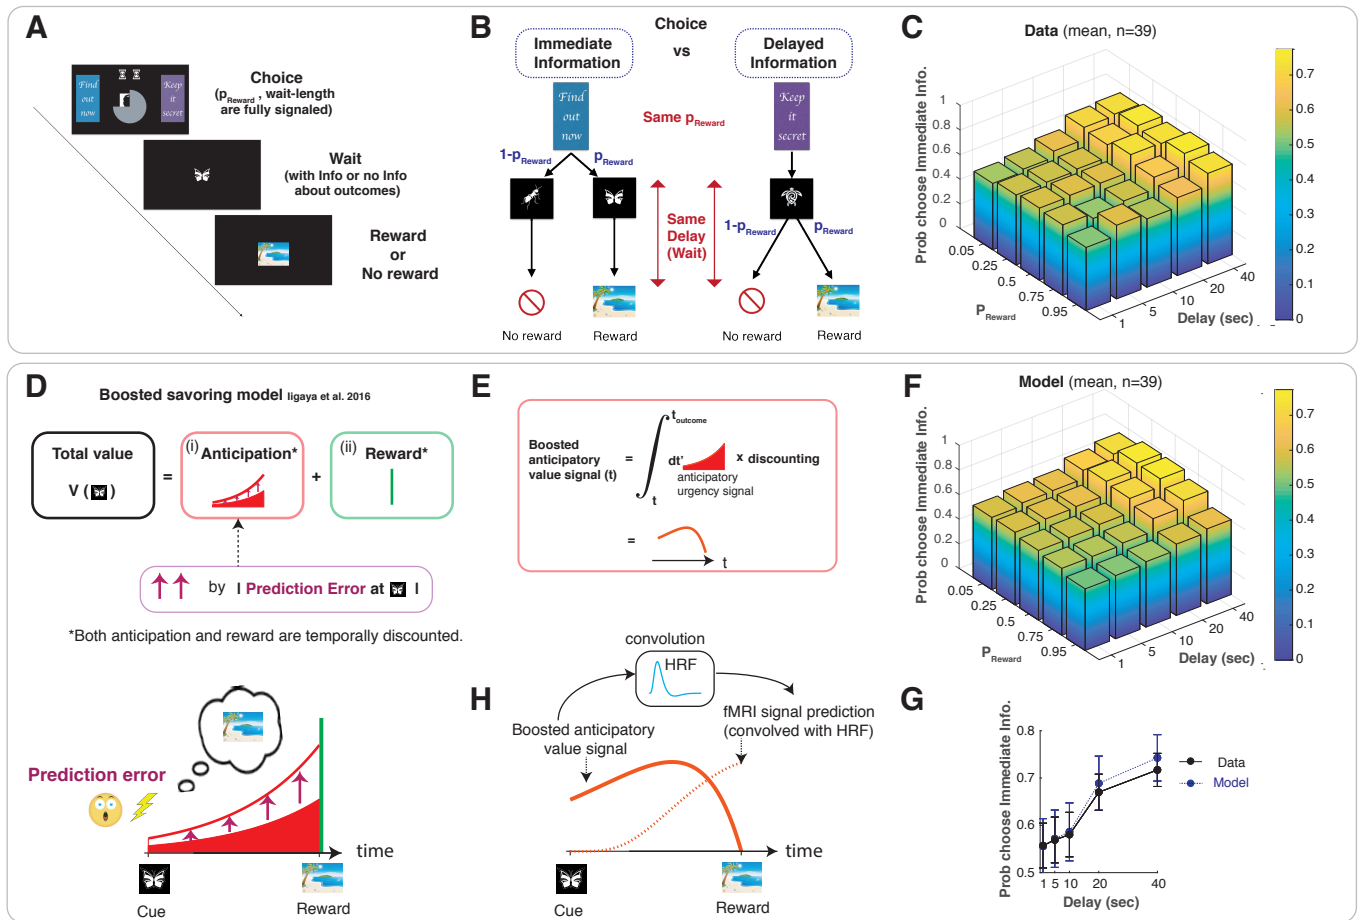 A
Find
out
now
Keep
it
secret
Choice
(pReward , wait-length
are fully signaled)
Wait
(with Info or no Info
about outcomes)
Reward
or
No reward
B
Choice
vs
Immediate
Information
Delayed
Information
Find
out
now
Same pReward
Keep
it
secret
1-pReward
pReward
Same
Delay
(Wait)
1-pReward
pReward
No reward
Reward
No reward
Reward
C
Data (mean, n=39)
Prob choose Immediate Info.
1
0.8
0.6
0.4
0.2
0
0.05
0.25
0.5
0.75
0.95
PReward
1
5
10
20
40
Delay (sec)
0.7
0.6
0.5
0.4
0.3
0.2
0.1
0
D
Boosted savoring model Iigaya et al. 2016
Total value
V ( )
=
(i) Anticipation*
+
(ii) Reward*
by I Prediction Error at I
*Both anticipation and reward are temporally discounted.
Prediction error
time
Cue
Reward
E
Boosted
anticipatory
value signal (t)
=
∫
toutcome
t
dt'
x discounting
anticipatory
urgency signal
=
t
F
Model (mean, n=39)
Prob choose Immediate Info.
1
0.8
0.6
0.4
0.2
0
0.05
0.25
0.5
0.75
0.95
PReward
1
5
10
20
40
Delay (sec)
0.7
0.6
0.5
0.4
0.3
0.2
0.1
0
H
convolution
HRF
Boosted anticipatory
value signal
fMRI signal prediction
(convolved with HRF)
time
Cue
Reward
G
Prob choose Immediate Info.
0.8
0.7
0.6
0.5
1 5 10 20 40
Delay (sec)
Data
Model